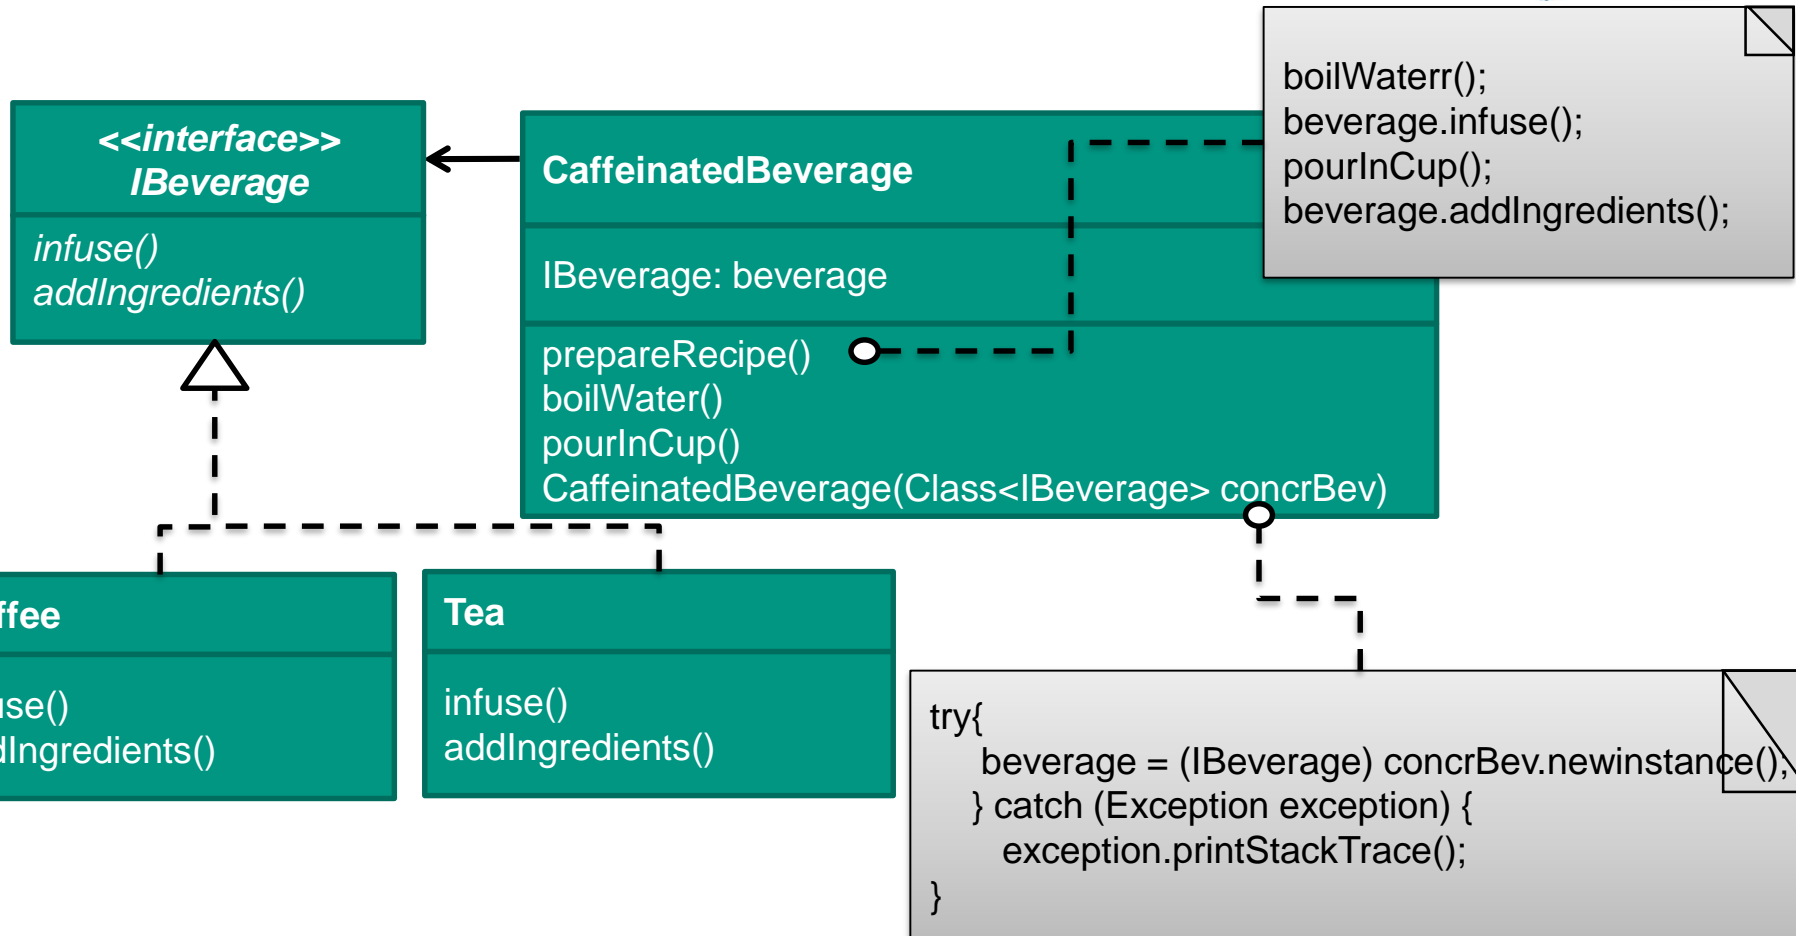 boilWaterr();
beverage.infuse();
pourInCup();
beverage.addIngredients();
<<interface>>
IBeverage
infuse()
addIngredients()
CaffeinatedBeverage
IBeverage: beverage
prepareRecipe()
boilWater()
pourInCup()
CaffeinatedBeverage(Class<IBeverage> concrBev)
ffee
use()
dIngredients()
Tea
infuse()
addIngredients()
try{
beverage = (IBeverage) concrBev.newinstance();
} catch (Exception exception) {
exception.printStackTrace();
}